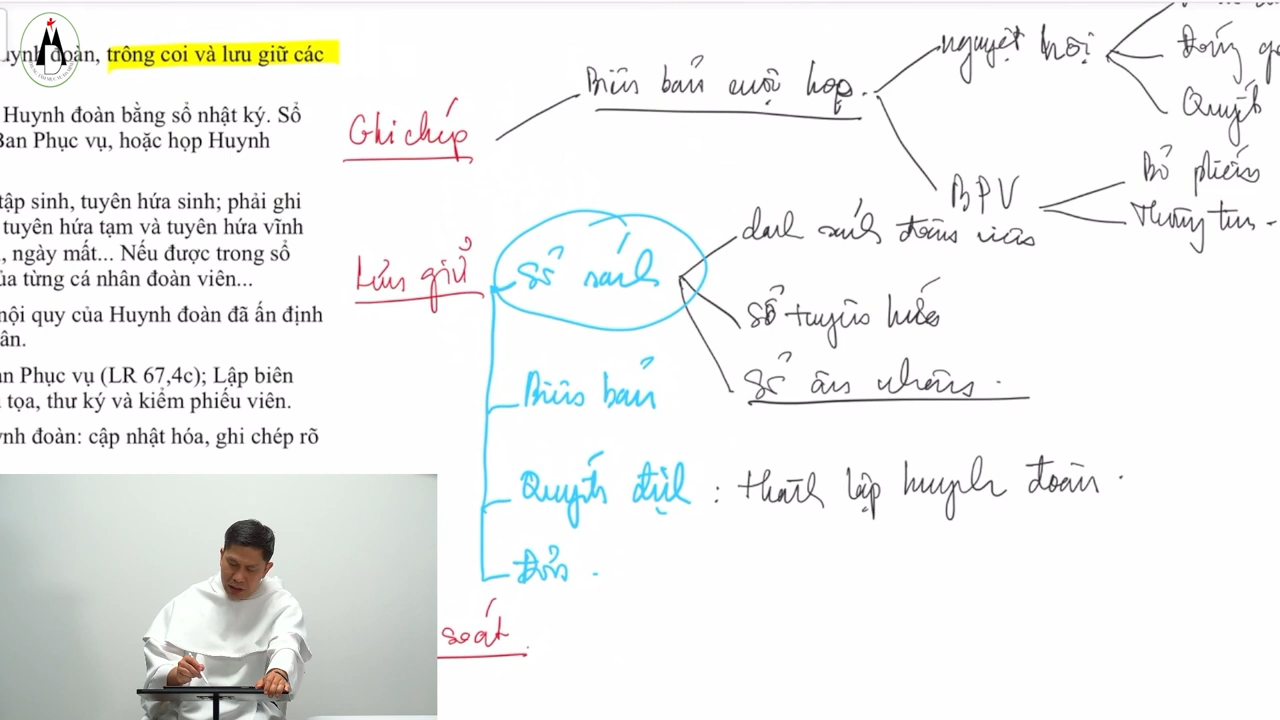 đoàn, trông coi và lưu giữ các
Huynh đoàn bằng sổ nhật ký. Sổ
Ban Phục vụ, hoặc họp Huynh
tập sinh, tuyên hứa sinh; phải ghi
tuyên hứa tạm và tuyên hứa vĩnh
, ngày mất... Nếu được trong sổ
của từng cá nhân đoàn viên...
nội quy của Huynh đoàn đã ấn định
ân.
Phục vụ (LR 67,4c); Lập biên
tọa, thư ký và kiểm phiếu viên.
đoàn: cập nhật hóa, ghi chép rõ
Ghi chép
Biên bản cuộc họp.
nguyệt hội
Đóng
Quyết
BPV
Bỏ phiếu
Thường
Lưu giữ
Sổ sách
danh sách đoàn viên
Sổ tuyên hứa
Sổ ân nhân.
Biên bản
Quyết định : thành lập huynh đoàn.
Đơn.
soát